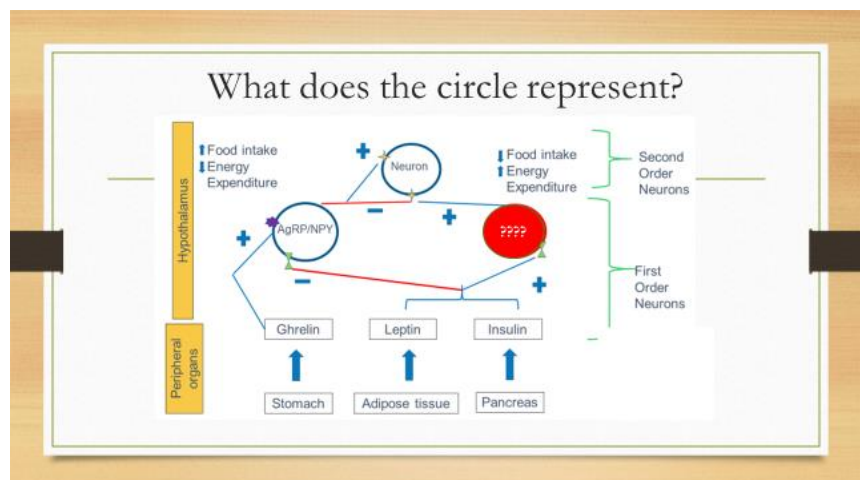 What does the circle represent?
Hypothalamus
Food intake
Energy
Expenditure
+
Neuron
Food intake
Energy
Expenditure
Second
Order
Neurons
−
+
AgRP/NPY
????
+
−
+
First
Order
Neurons
Peripheral
organs
Ghrelin
Leptin
Insulin
Stomach
Adipose tissue
Pancreas